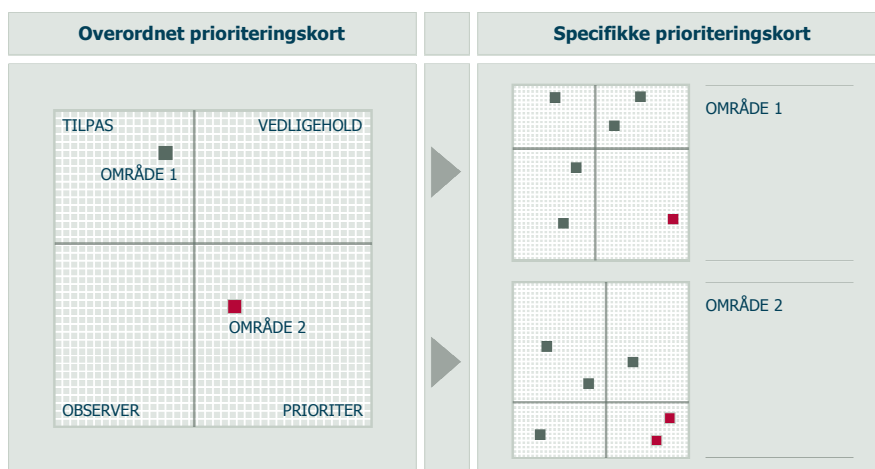 Overordnet prioriteringskort
Specifikke prioriteringskort
TILPAS
VEDLIGEHOLD
OMRÅDE 1
OMRÅDE 2
OBSERVER
PRIORITER
OMRÅDE 1
OMRÅDE 2